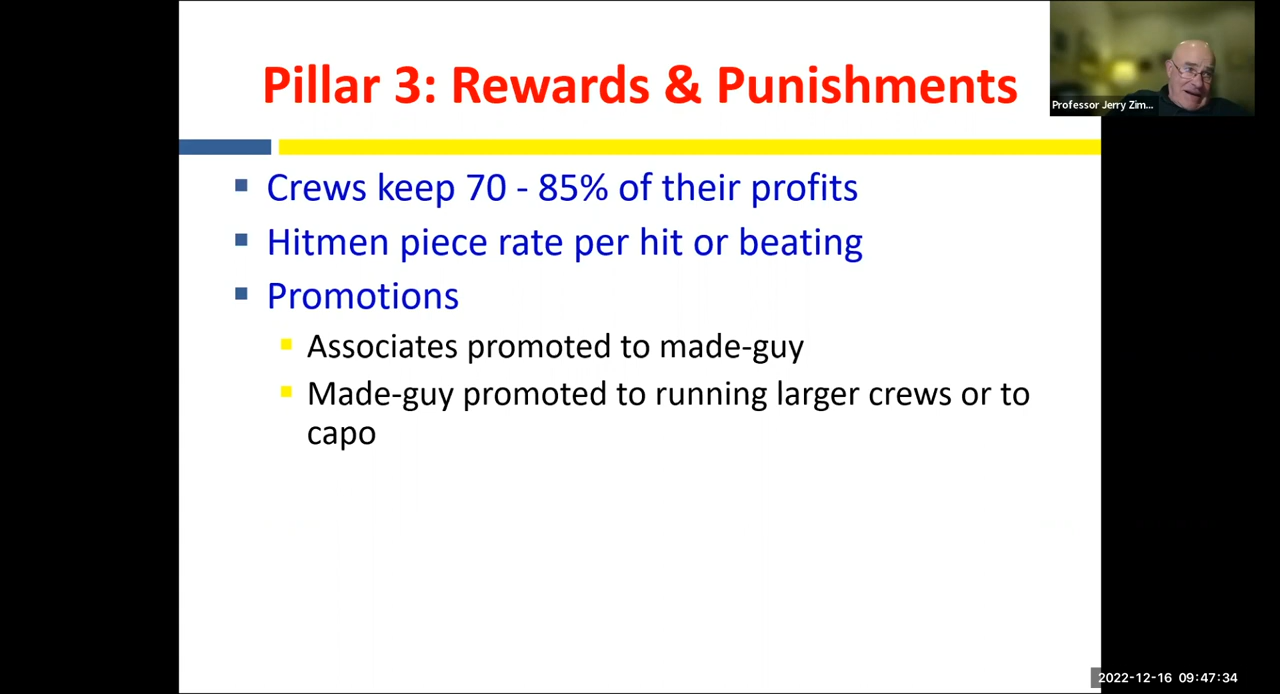 Pillar 3: Rewards & Punishments
Professor Jerry Zim...
Crews keep 70 - 85% of their profits
Hitmen piece rate per hit or beating
Promotions
Associates promoted to made-guy
Made-guy promoted to running larger crews or to
capo
2022-12-16 09:47:34